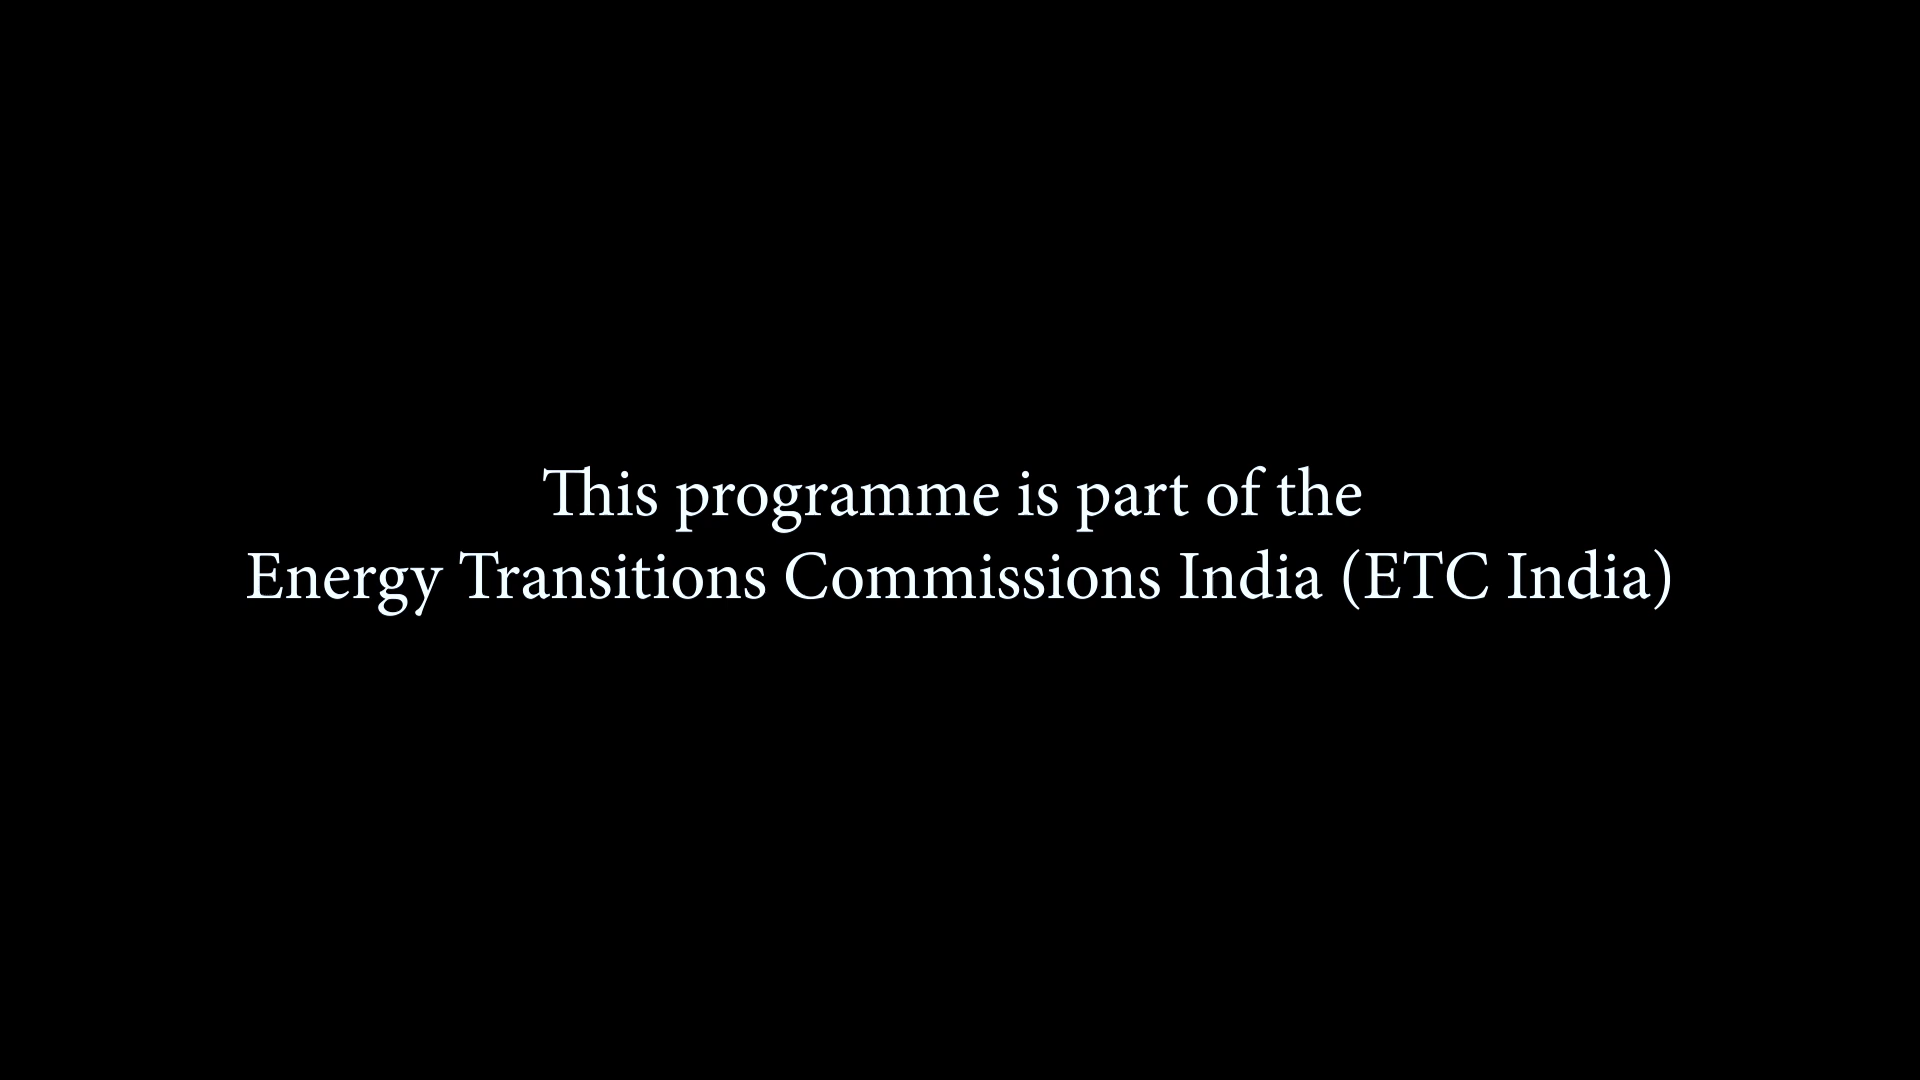 This programme is part of the
Energy Transitions Commissions India (ETC India)